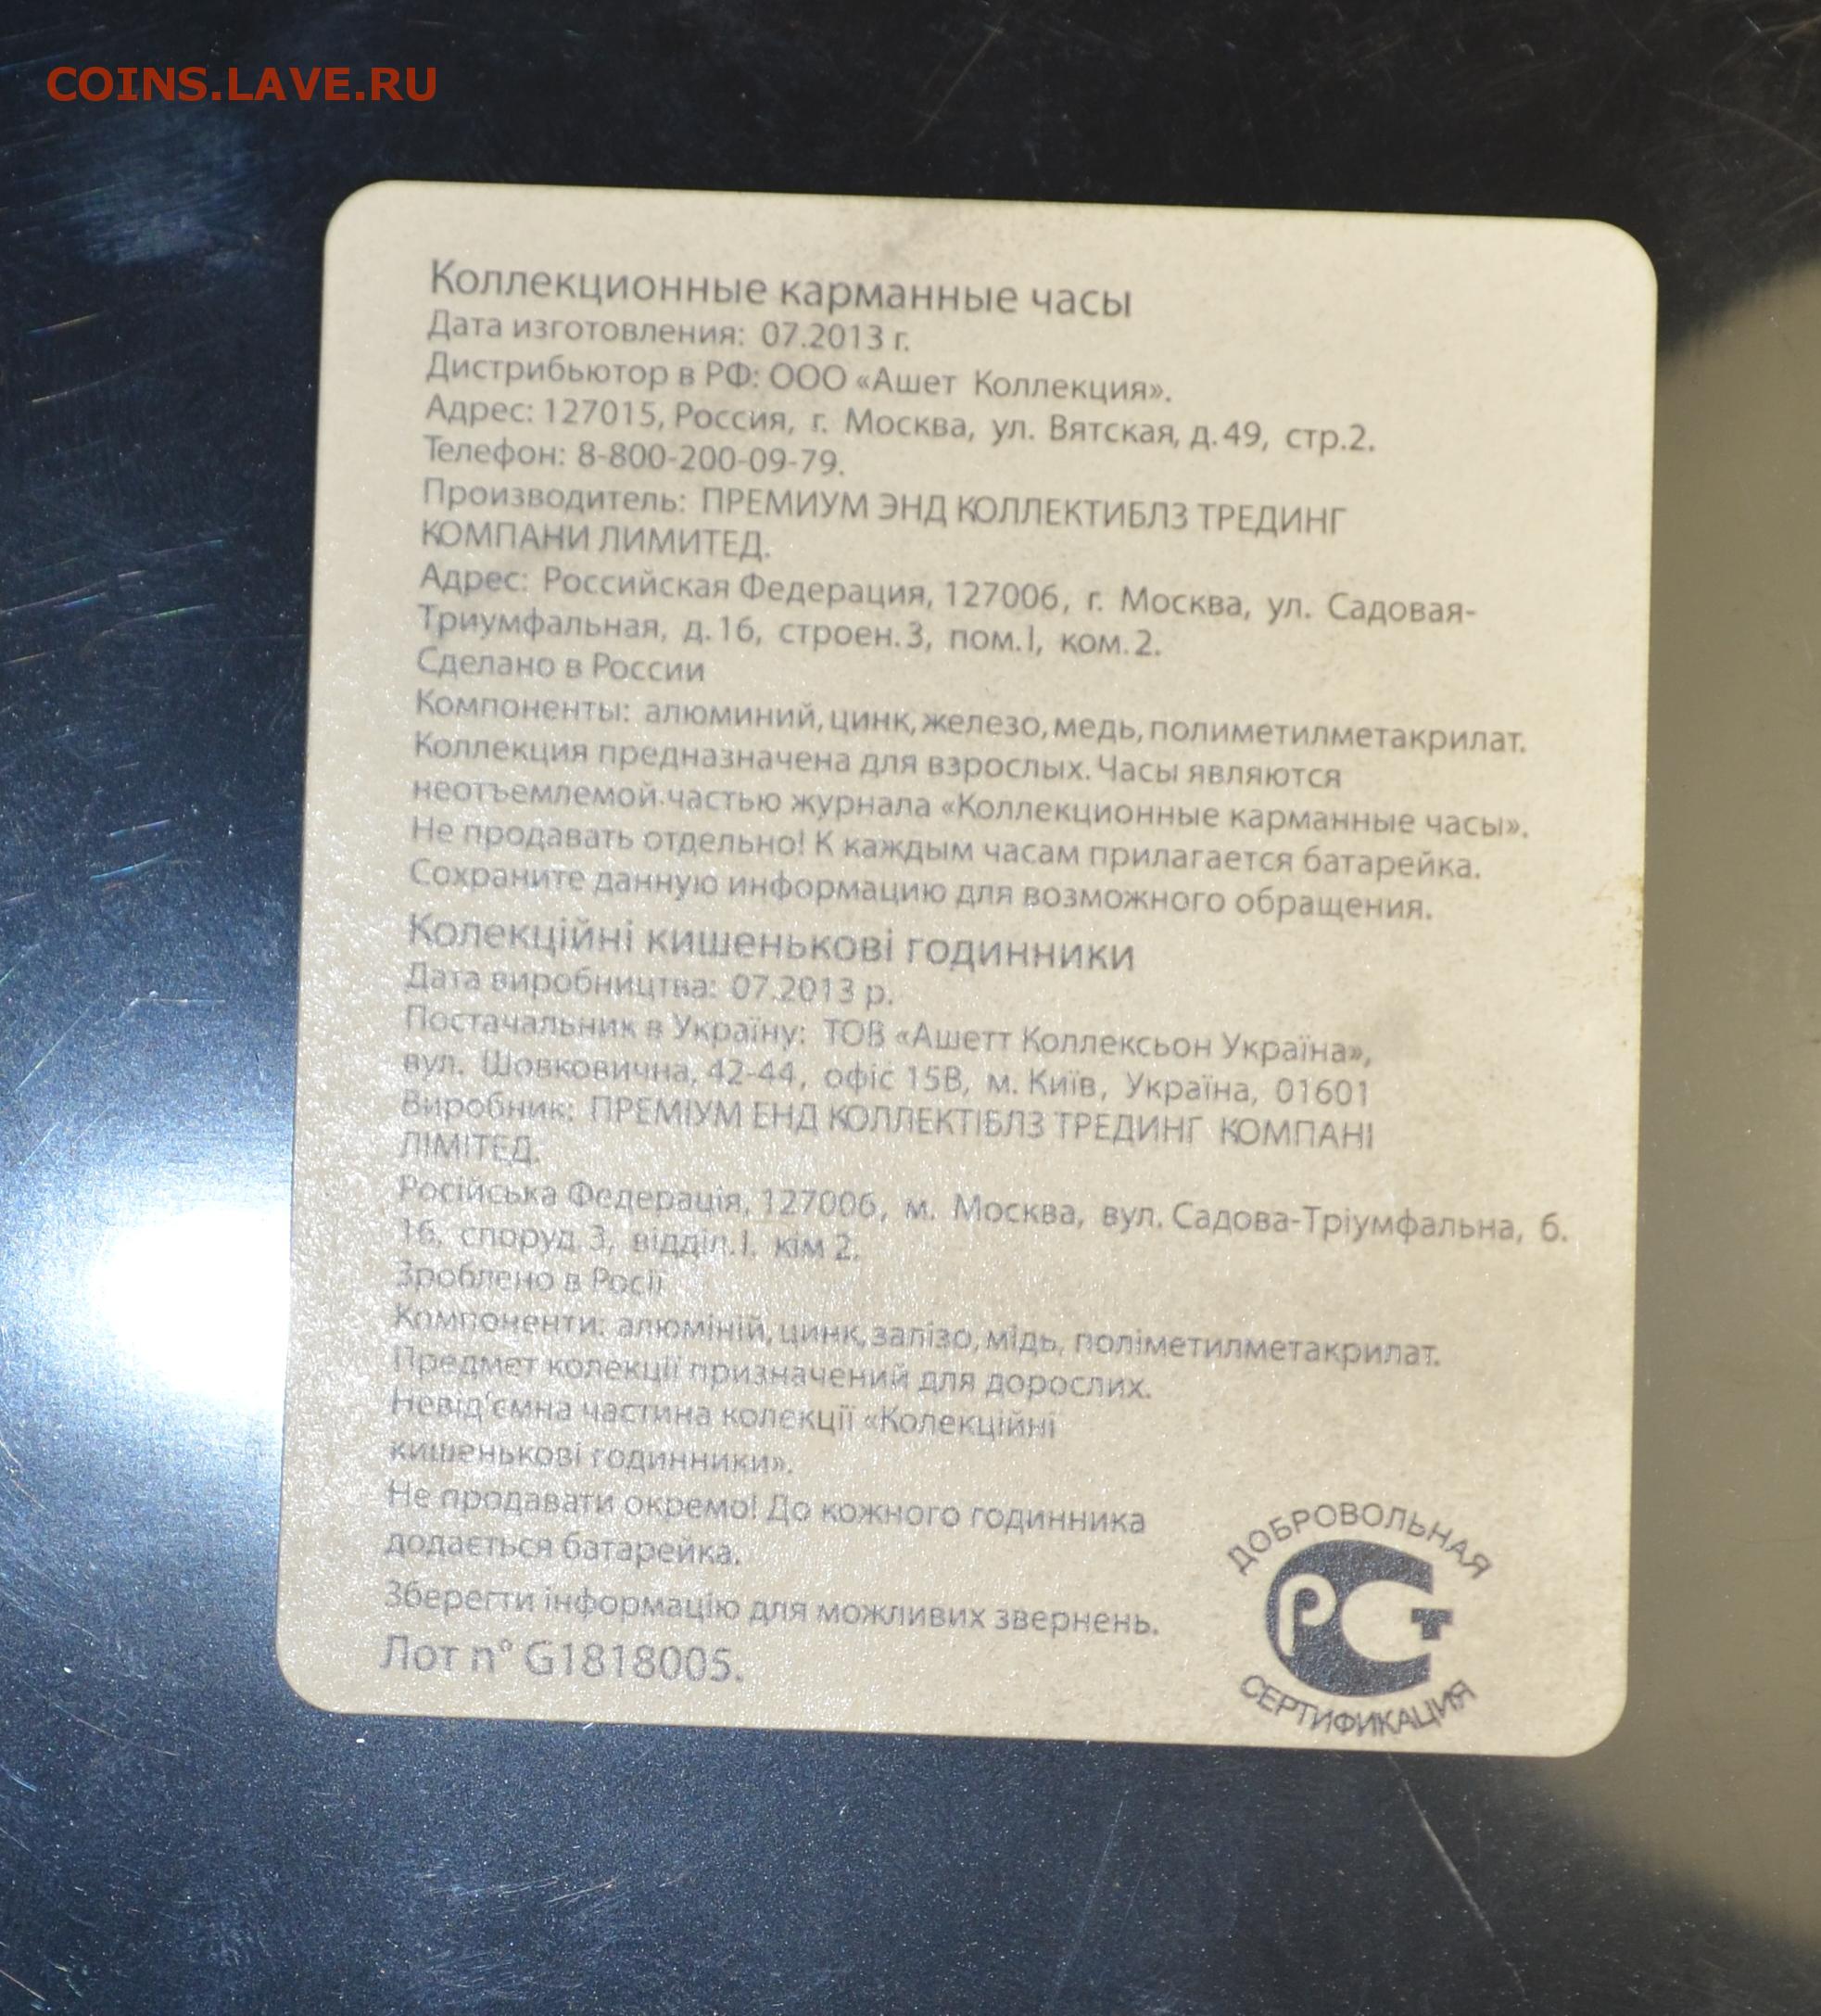 COINS.LAVE.RU
Коллекционные карманные часы
Дата изготовления: 07.2013 г.
Дистрибьютор в РФ: ООО «Ашет Коллекция».
Адрес: 127015, Россия, г. Москва, ул. Вятская, д.49, стр.2.
Телефон: 8-800-200-09-79.
Производитель: ПРЕМИУМ ЭНД КОЛЛЕКТИБЛЗ ТРЕДИНГ
КОМПАНИ ЛИМИТЕД.
Адрес: Российская Федерация, 127006, г. Москва, ул. Садовая-
Триумфальная, д.16, строен.3, пом.I, ком.2.
Сделано в России
Компоненты: алюминий, цинк, железо, медь, полиметилметакрилат.
Коллекция предназначена для взрослых. Часы являются
неотъемлемой частью журнала «Коллекционные карманные часы».
Не продавать отдельно! К каждым часам прилагается батарейка.
Сохраните данную информацию для возможного обращения.
Колекційні кишенькові годинники
Дата виробництва: 07.2013 р.
Постачальник в Україну: ТОВ «Ашетт Коллексьон Україна»,
вул. Шовковична, 42-44, офіс 15В, м. Київ, Україна, 01601
Виробник: ПРЕМІУМ ЕНД КОЛЛЕКТІБЛЗ ТРЕДИНГ КОМПАНІ
ЛІМІТЕД.
Російська Федерація, 127006, м. Москва, вул. Садова-Тріумфальна, б.
16, споруд.3, відділ.I. кім 2.
Зроблено в Росії
Компоненти: алюміній, цинк, залізо, мідь, поліметилметакрилат.
Предмет колекції призначений для дорослих.
Невід'ємна частина колекції «Колекційні
кишенькові годинники».
Не продавати окремо! До кожного годинника
додається батарейка.
Зберегти інформацію для можливих звернень.
Лот n° G1818005.
ДОБРОВОЛЬНАЯ
РСТ
СЕРТИФИКАЦИЯ